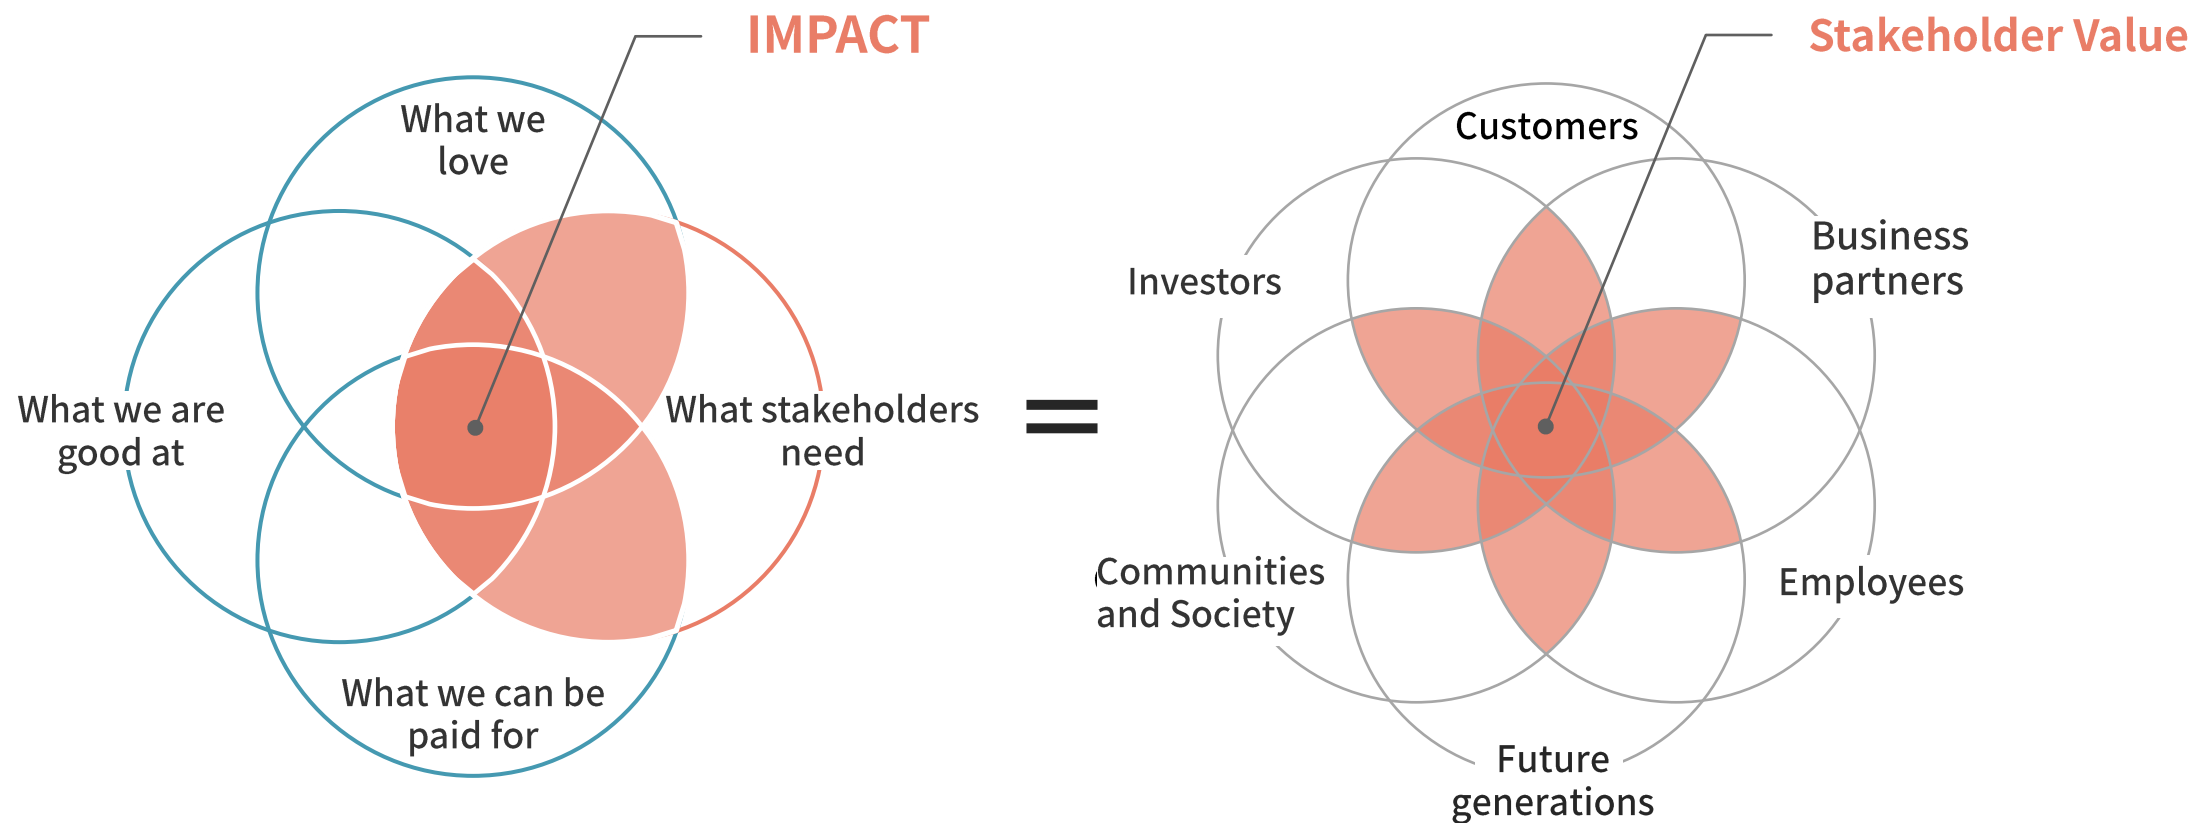 IMPACT
What we
love
What we are
good at
What stakeholders
need
What we can be
paid for
=
Stakeholder Value
Customers
Business
partners
Investors
Communities
and Society
Employees
Future
generations